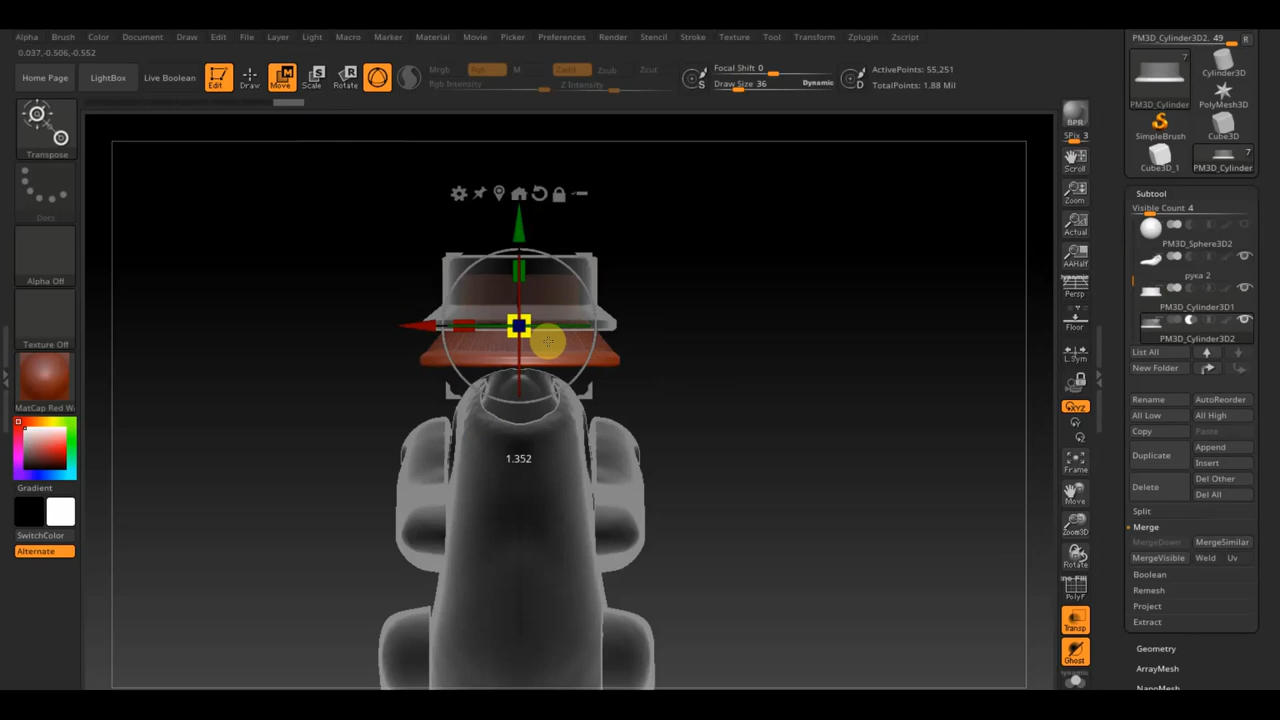 Alpha Brush Color Document Draw Edit File Layer Light Macro Marker Material Movie Picker Preferences Render Stencil Stroke Texture Tool Transform Zplugin Zscript
0.037,-0.506,-0.552
Home Page LightBox Live Boolean Edit Draw Move Scale Rotate
Mrgb Rgb M Zadd Zsub Zcut
Rgb Intensity Z Intensity
Focal Shift 0
Draw Size 36 Dynamic
ActivePoints: 55,251
TotalPoints: 1.88 Mil
Transpose
Dots
Alpha Off
Texture Off
MatCap Red W
Gradient
SwitchColor
Alternate
1.352
BPR
SPix 3
Scroll
Zoom
Actual
AAHalf
Dynamic
Persp
Floor
L.Sym
XYZ
Frame
Move
Zoom3D
Rotate
PolyF
Transp
Ghost
Dynamic
PM3D_Cylinder3D2. 49 R
7
PM3D_Cylinder
Cylinder3D
PolyMesh3D
SimpleBrush
Cube3D
Cube3D_1
7
PM3D_Cylinder
Subtool
Visible Count 4
PM3D_Sphere3D2
рука 2
PM3D_Cylinder3D1
PM3D_Cylinder3D2
List All
New Folder
Rename AutoReorder
All Low All High
Copy Paste
Duplicate Append
Insert
Delete Del Other
Del All
Split
Merge
MergeDown MergeSimilar
MergeVisible Weld Uv
Boolean
Remesh
Project
Extract
Geometry
ArrayMesh
NanoMesh